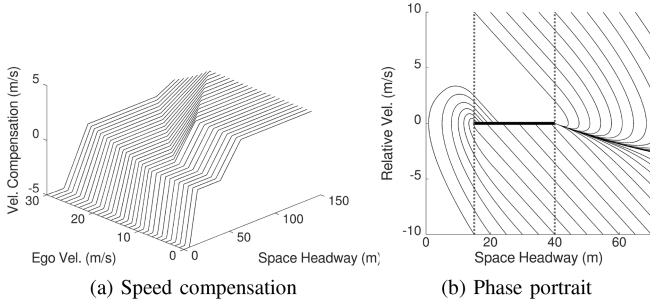 Vel. Compensation (m/s)
5
0
-5
30
20
10
0
0
50
100
150
Ego Vel. (m/s)
Space Headway (m)
(a) Speed compensation
Relative Vel. (m/s)
10
5
0
-5
-10
0
20
40
60
Space Headway (m)
(b) Phase portrait